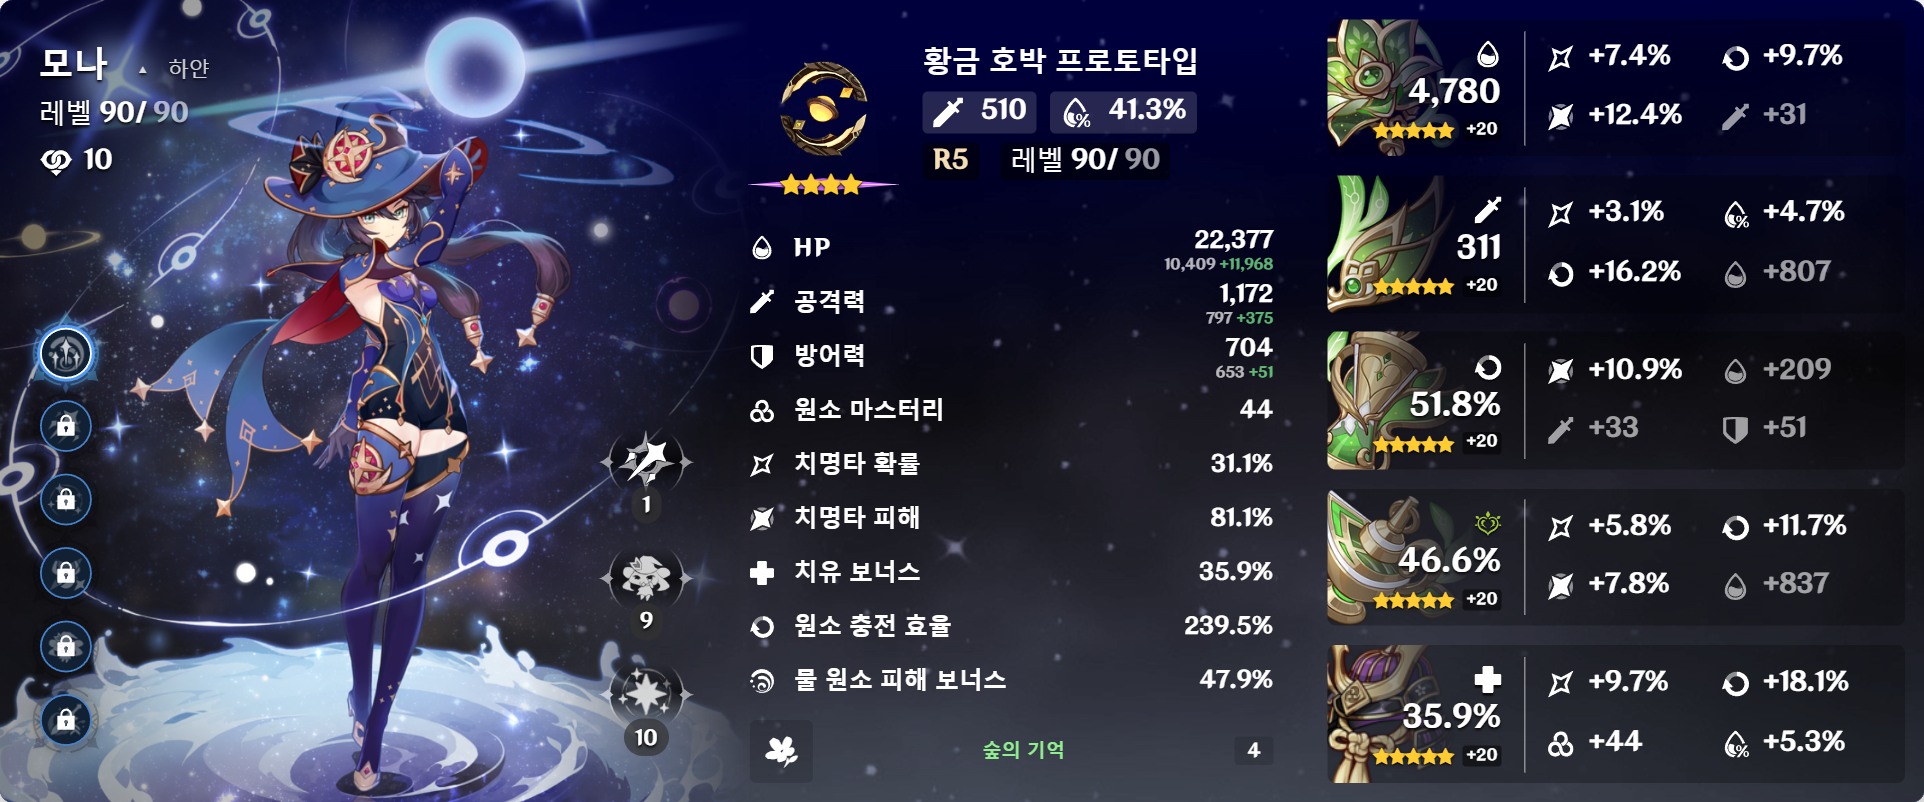 모나 ▲ 하얀
레벨 90/ 90
10
1
9
10
황금 호박 프로토타입
510 41.3%
R5 레벨 90/ 90
HP 22,377
10,409 +11,968
공격력 1,172
797 +375
방어력 704
653 +51
원소 마스터리 44
치명타 확률 31.1%
치명타 피해 81.1%
치유 보너스 35.9%
원소 충전 효율 239.5%
물 원소 피해 보너스 47.9%
숲의 기억 4
4,780
+20
+7.4% +9.7%
+12.4% +31
311
+20
+3.1% +4.7%
+16.2% +807
51.8%
+20
+10.9% +209
+33 +51
46.6%
+20
+5.8% +11.7%
+7.8% +837
35.9%
+20
+9.7% +18.1%
+44 +5.3%